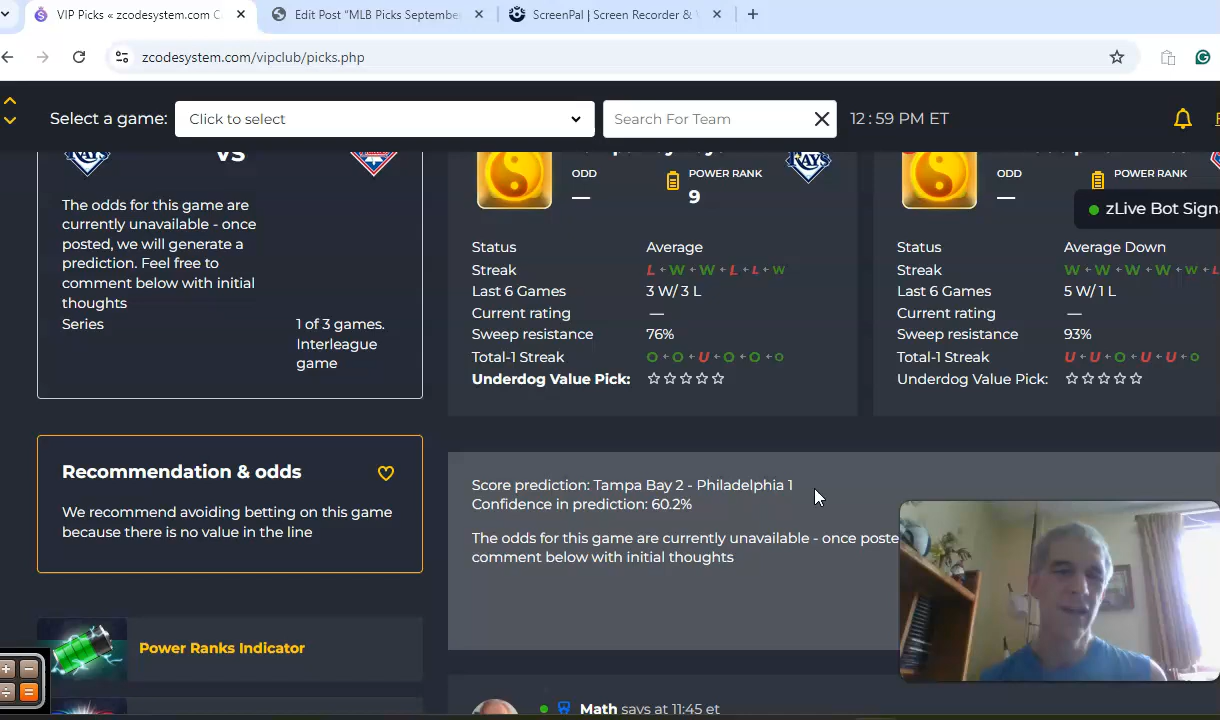 VIP Picks « zcodesystem.com C
Edit Post “MLB Picks Septembe
ScreenPal | Screen Recorder &
zcodesystem.com/vipclub/picks.php
Select a game:
Click to select
Search For Team
12 : 59 PM ET
RAYS
VS
RAYS
ODD
—
POWER RANK
9
ODD
—
POWER RANK
zLive Bot Sign
The odds for this game are
currently unavailable - once
posted, we will generate a
prediction. Feel free to
comment below with initial
thoughts
Series
1 of 3 games.
Interleague
game
Status
Average
Streak
L W W L L W
Last 6 Games
3 W/ 3 L
Current rating
—
Sweep resistance
76%
Total-1 Streak
O O U O O O
Underdog Value Pick:
Status
Average Down
Streak
W W W W W L
Last 6 Games
5 W/ 1 L
Current rating
—
Sweep resistance
93%
Total-1 Streak
U U O U U O
Underdog Value Pick:
Recommendation & odds
We recommend avoiding betting on this game
because there is no value in the line
Score prediction: Tampa Bay 2 - Philadelphia 1
Confidence in prediction: 60.2%
The odds for this game are currently unavailable - once poste
comment below with initial thoughts
Power Ranks Indicator
Math says at 11:45 et